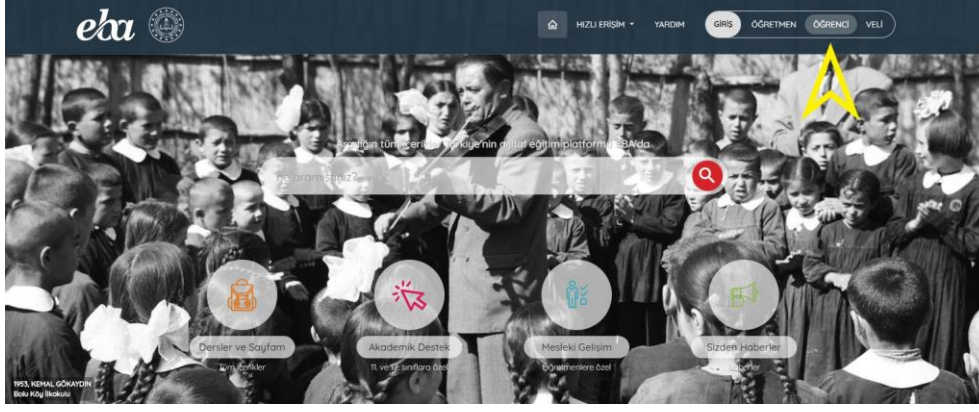 eba
HIZLI ERİŞİM YARDIM GİRİŞ ÖĞRETMEN ÖĞRENCİ VELİ
Aradığın tüm içerikler Türkiye'nin dijital eğitim platformu EBA'da
ne aramıştınız?
Dersler ve Sayfam
Tüm içerikler
Akademik Destek
11. ve 12. sınıflara özel
Mesleki Gelişim
Öğretmenlere özel
Sizden Haberler
Haberler
1953, KEMAL GÖKAYDIN
Bolu Köy İlkokulu